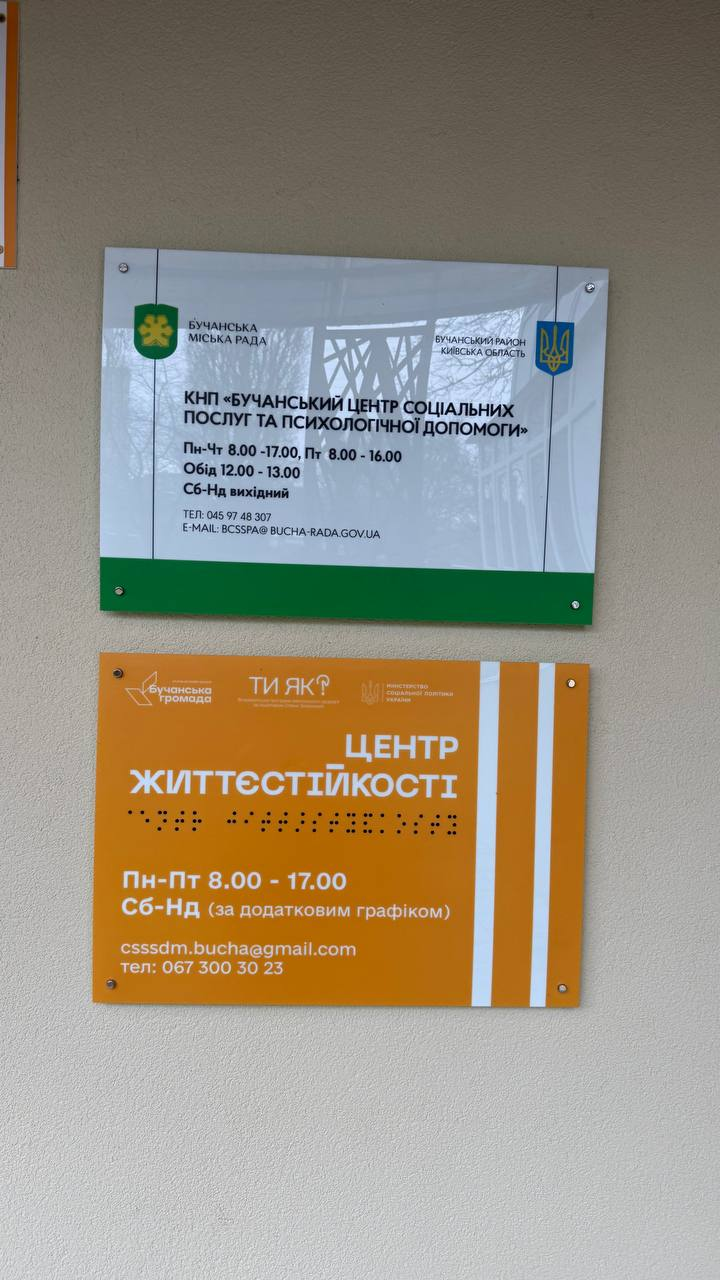 БУЧАНСЬКА
МІСЬКА РАДА
БУЧАНСЬКИЙ РАЙОН
КИЇВСЬКА ОБЛАСТЬ
КНП «БУЧАНСЬКИЙ ЦЕНТР СОЦІАЛЬНИХ
ПОСЛУГ ТА ПСИХОЛОГІЧНОЇ ДОПОМОГИ»
Пн-Чт 8.00 -17.00, Пт 8.00 - 16.00
Обід 12.00 - 13.00
Сб-Нд вихідний
ТЕЛ: 045 97 48 307
E-MAIL: BCSSPA@ BUCHA-RADA.GOV.UA
Бучанська
громада
ТИ ЯК?
МІНІСТЕРСТВО
СОЦІАЛЬНОЇ ПОЛІТИКИ
УКРАЇНИ
ЦЕНТР
ЖИТТЄСТІЙКОСТІ
Пн-Пт 8.00 - 17.00
Сб-Нд (за додатковим графіком)
csssdm.bucha@gmail.com
тел: 067 300 30 23